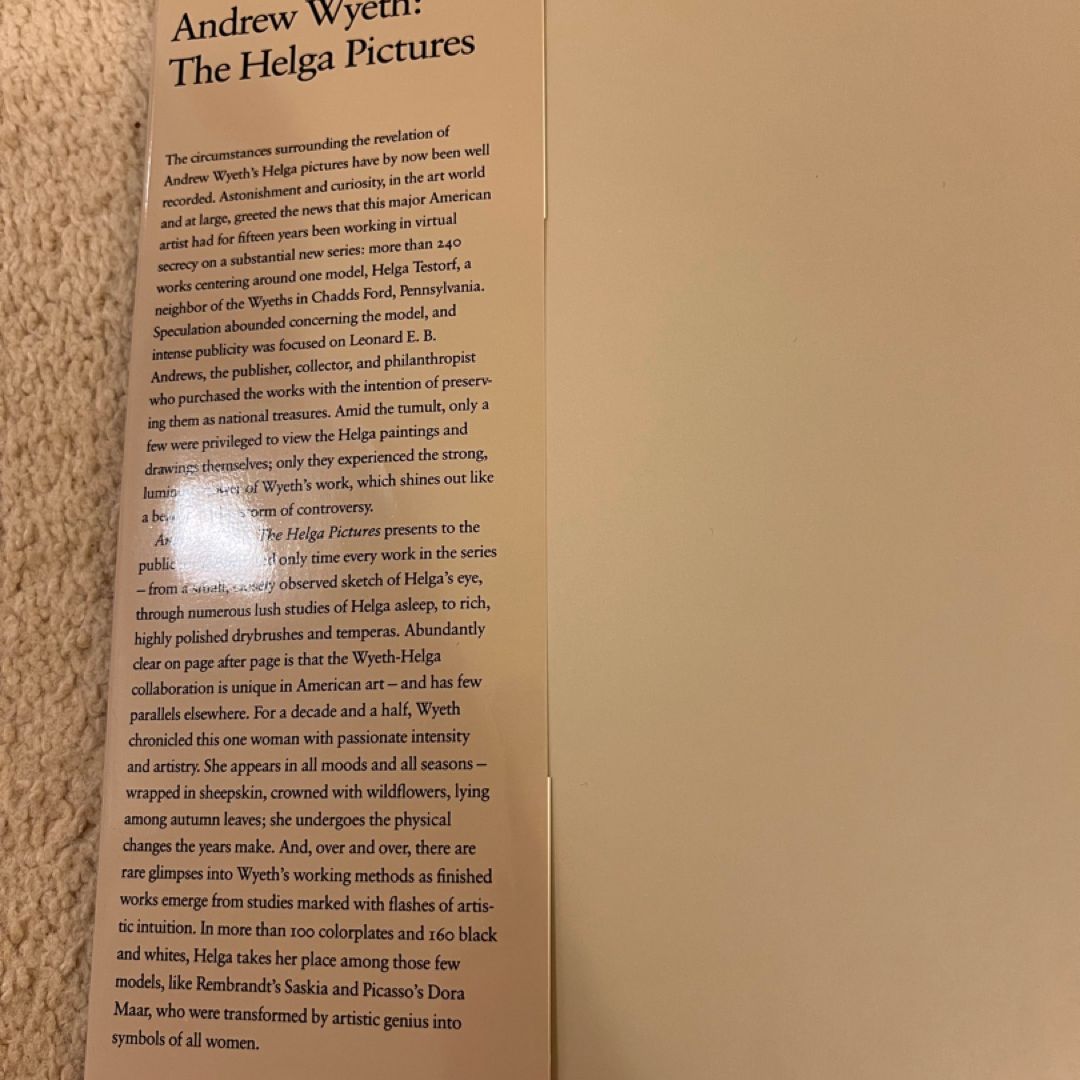 Andrew Wyeth:
The Helga Pictures
The circumstances surrounding the revelation of
Andrew Wyeth's Helga pictures have by now been well
recorded. Astonishment and curiosity, in the art world
and at large, greeted the news that this major American
artist had for fifteen years been working in virtual
secrecy on a substantial new series: more than 240
works centering around one model, Helga Testorf, a
neighbor of the Wyeths in Chadds Ford, Pennsylvania.
Speculation abounded concerning the model, and
intense publicity was focused on Leonard E. B.
Andrews, the publisher, collector, and philanthropist
who purchased the works with the intention of preserv-
ing them as national treasures. Amid the tumult, only a
few were privileged to view the Helga paintings and
drawings themselves; only they experienced the strong,
of Wyeth's work, which shines out like
a of controversy.
The Helga Pictures presents to the
only time every work in the series
– from a small, closely observed sketch of Helga's eye,
through numerous lush studies of Helga asleep, to rich,
highly polished drybrushes and temperas. Abundantly
clear on page after page is that the Wyeth-Helga
collaboration is unique in American art – and has few
parallels elsewhere. For a decade and a half, Wyeth
chronicled this one woman with passionate intensity
and artistry. She appears in all moods and all seasons –
wrapped in sheepskin, crowned with wildflowers, lying
among autumn leaves; she undergoes the physical
changes the years make. And, over and over, there are
rare glimpses into Wyeth's working methods as finished
works emerge from studies marked with flashes of artis-
tic intuition. In more than 100 colorplates and 160 black
and whites, Helga takes her place among those few
models, like Rembrandt's Saskia and Picasso's Dora
Maar, who were transformed by artistic genius into
symbols of all women.